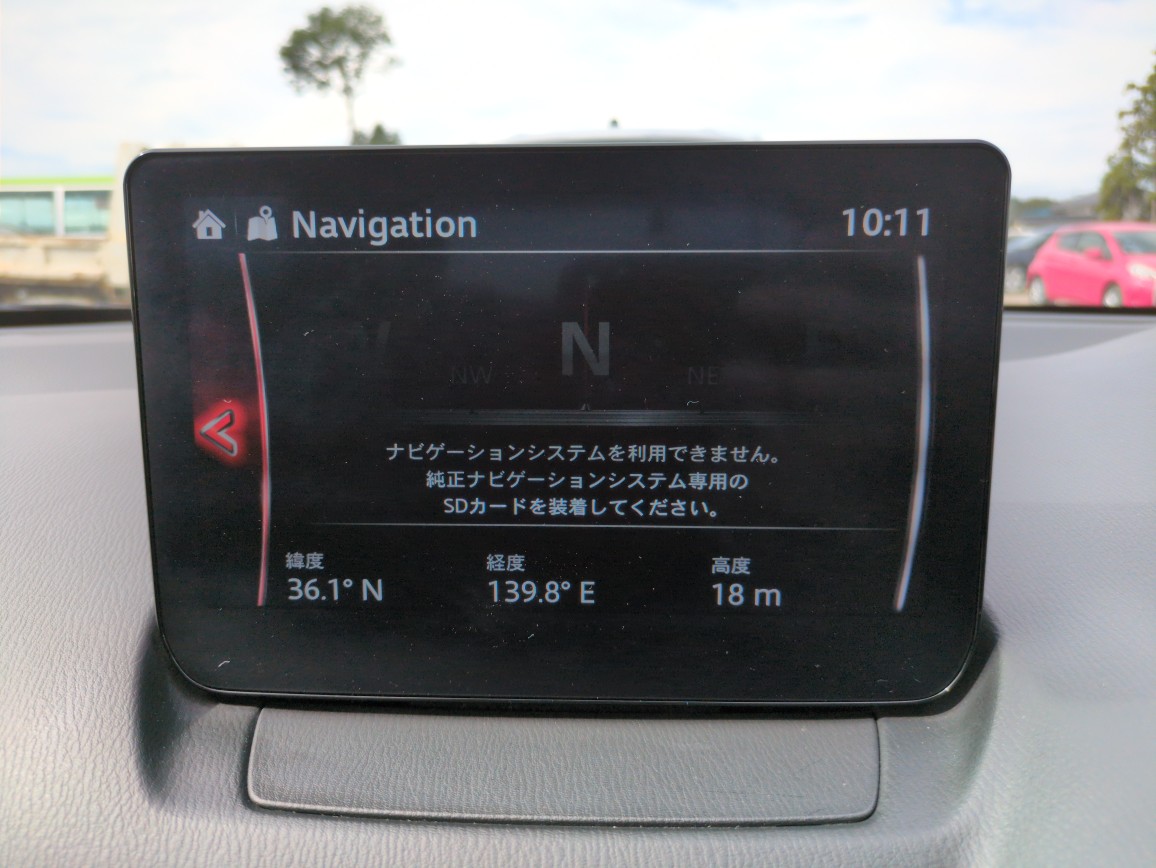 Navigation
10:11
N
NW
NE
ナビゲーションシステムを利用できません。
純正ナビゲーションシステム専用の
SDカードを装着してください。
緯度
経度
高度
36.1° N
139.8° E
18 m